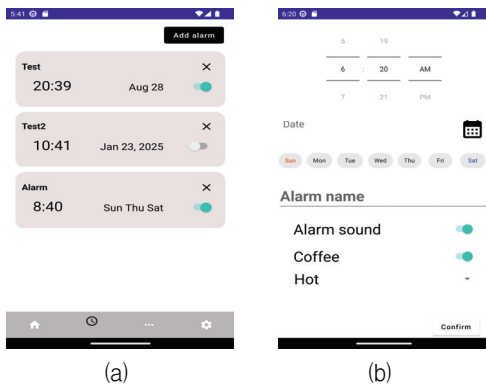 5:41
Add alarm
Test
20:39 Aug 28
Test2
10:41 Jan 23, 2025
Alarm
8:40 Sun Thu Sat
(a)
6:20
5 19
6 : 20 AM
7 21 PM
Date
Sun Mon Tue Wed Thu Fri Sat
Alarm name
Alarm sound
Coffee
Hot
Confirm
(b)